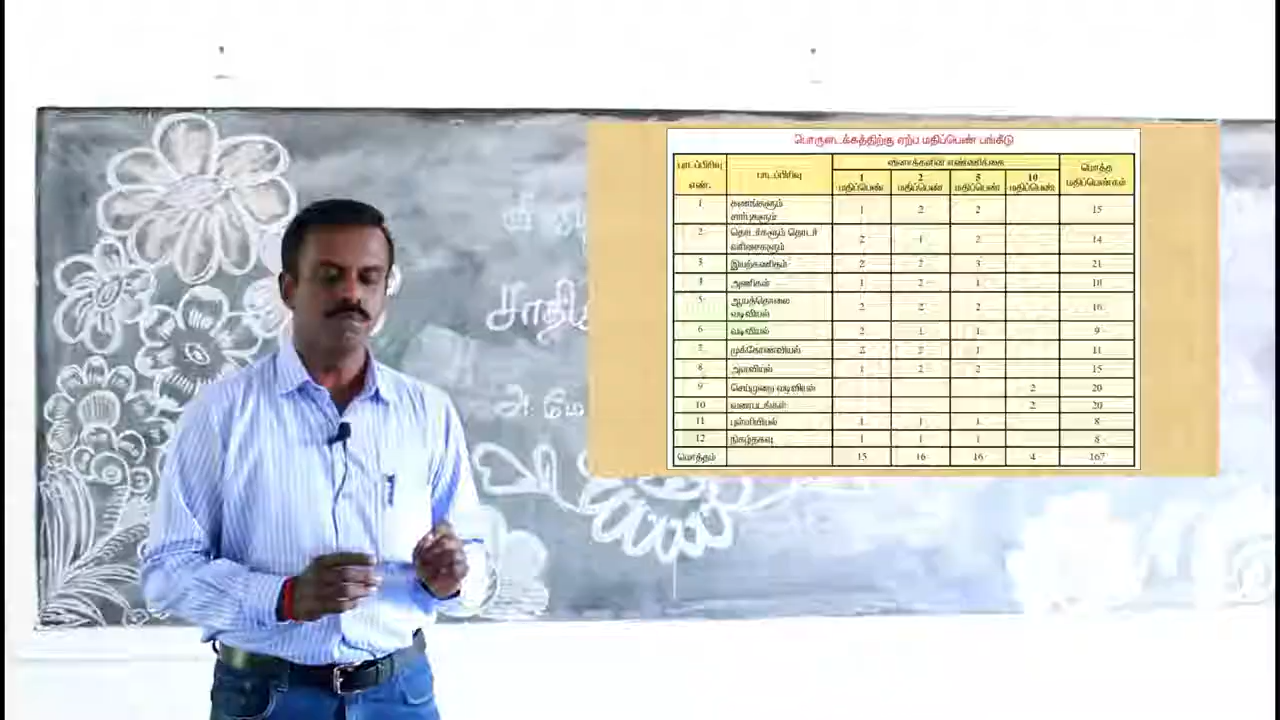 பொருளடக்கத்திற்கு ஏற்ப மதிப்பெண் பங்கீடு
பாடப்பிரிவு எண். பாடப்பிரிவு வினாக்களின் எண்ணிக்கை மொத்த மதிப்பெண்கள்
1 மதிப்பெண் 2 மதிப்பெண் 5 மதிப்பெண் 10 மதிப்பெண்
1 கணங்களும் சார்புகளும் 1 2 2 15
2 தொடர்களும் தொடர் வரிசைகளும் 2 1 2 14
3 இயற்கணிதம் 2 2 3 21
4 அணிகள் 1 2 1 10
5 ஆயத்தொலை வடிவியல் 2 2 2 16
6 வடிவியல் 2 1 1 9
7 முக்கோணவியல் 2 2 1 11
8 அளவியல் 1 2 2 15
9 செய்முறை வடிவியல் 2 20
10 வரைபடங்கள் 2 20
11 புள்ளியியல் 1 1 1 8
12 நிகழ்தகவு 1 1 1 8
மொத்தம் 15 16 16 4 167
சாதி
அ. மே